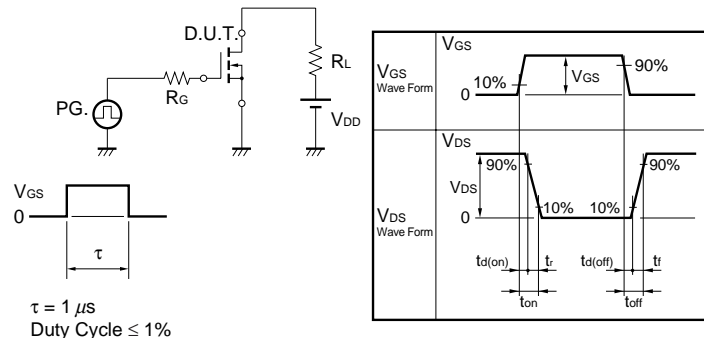 D.U.T.
RL
RG
PG.
VDD
VGS
0
τ
τ = 1 μs
Duty Cycle ≤ 1%
VGS
Wave Form
VGS
10%
VGS
90%
0
VDS
Wave Form
VDS
90%
90%
VDS
10% 10%
0
td(on) tr td(off) tf
ton toff